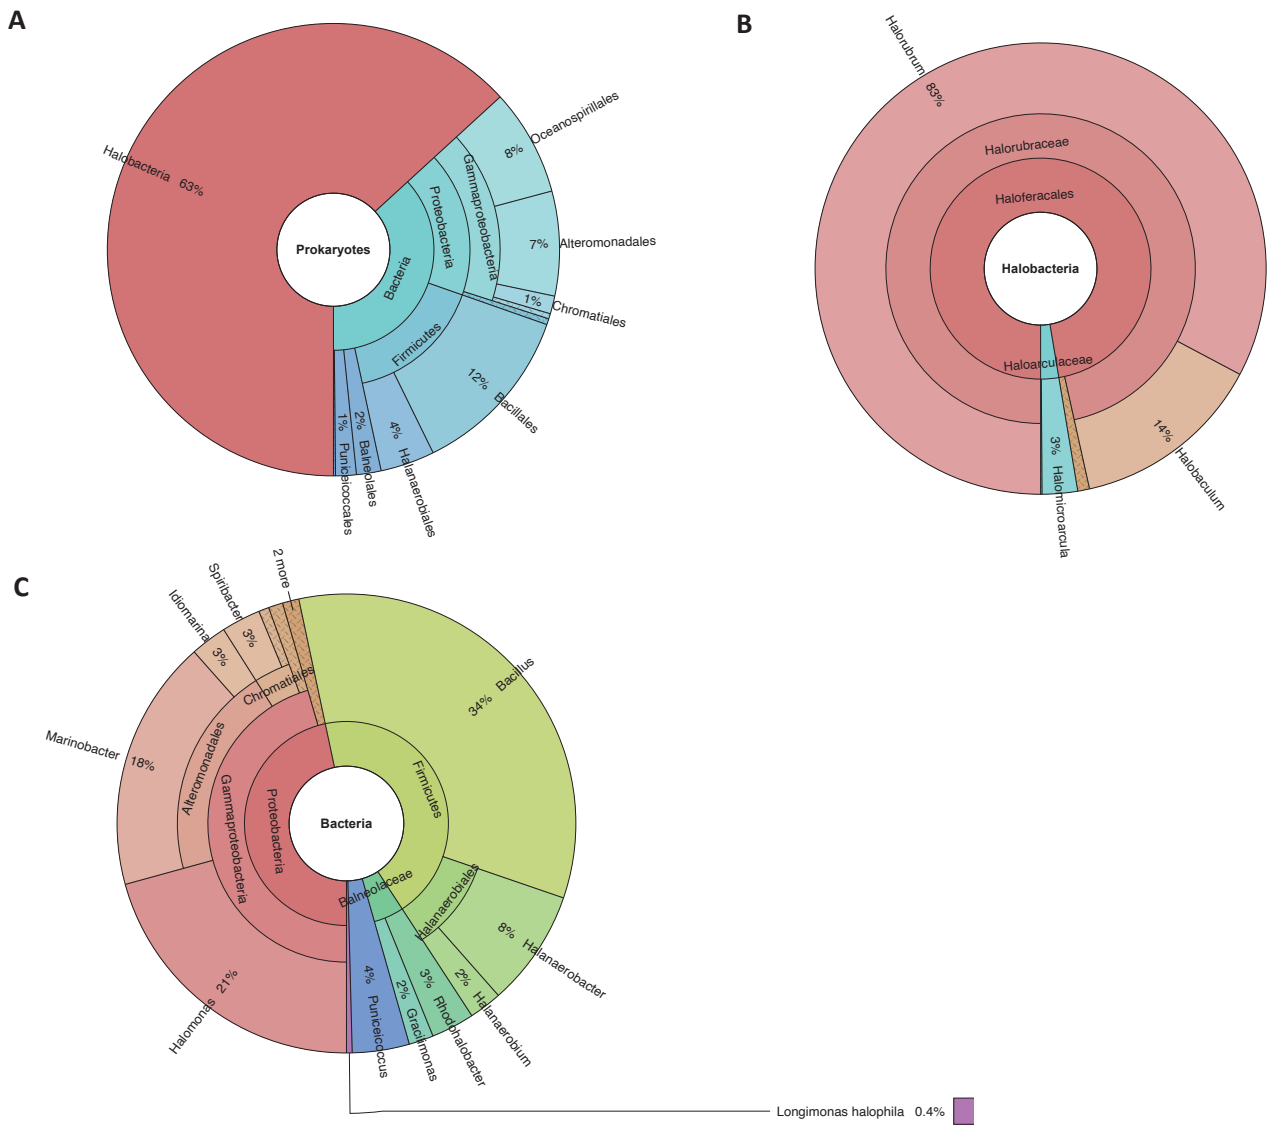 A
Prokaryotes
Halobacteria 63%
Bacteria
Proteobacteria
Gammaproteobacteria
8% Oceanospirillales
7% Alteromonadales
1% Chromatiales
Firmicutes
12% Bacillales
4% Halanaerobiales
2% Balneolales
1% Puniceicoccales
B
Halobacteria
Halorubrum 83%
Halorubraceae
Haloferacales
Haloarculaceae
14% Halobaculum
3% Halomicroarcula
C
Bacteria
2 more
Spiribacter 3%
Idiomarina 3%
Chromatiales
Marinobacter 18%
Alteromonadales
Gammaproteobacteria
Proteobacteria
Halomonas 21%
34% Bacillus
Firmicutes
Halanaerobiales
8% Halanaerobacter
2% Halanaerobium
Balneolaceae
3% Rhodohalobacter
2% Gracilimonas
4% Puniceicoccus
Longimonas halophila 0.4%